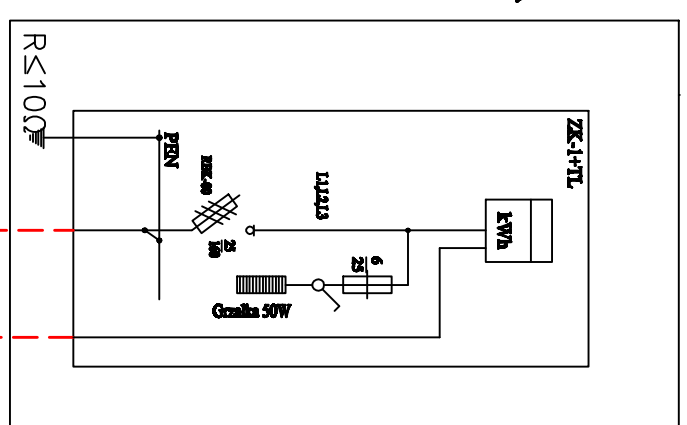 R≤10Ω
ZK-1+TL
PEN
L1,L2,L3
kWh
25
160
6
25
Grzałka 50W